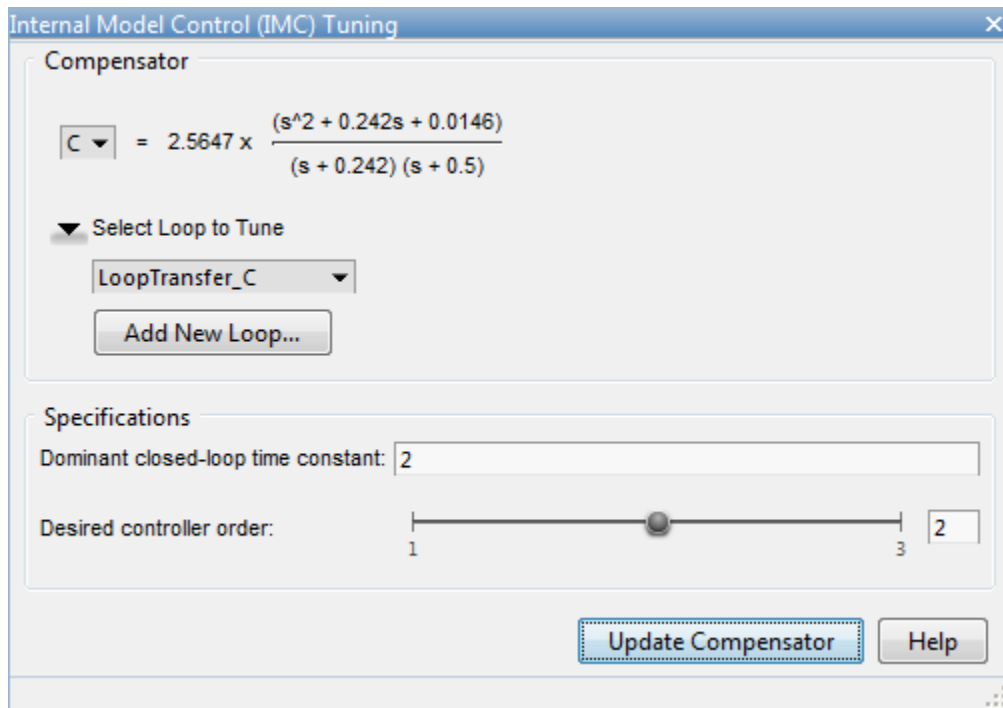 Internal Model Control (IMC) Tuning
Compensator
C = 2.5647 x (s^2 + 0.242s + 0.0146)
(s + 0.242) (s + 0.5)
Select Loop to Tune
LoopTransfer_C
Add New Loop...
Specifications
Dominant closed-loop time constant: 2
Desired controller order: 2
1 3
Update Compensator Help